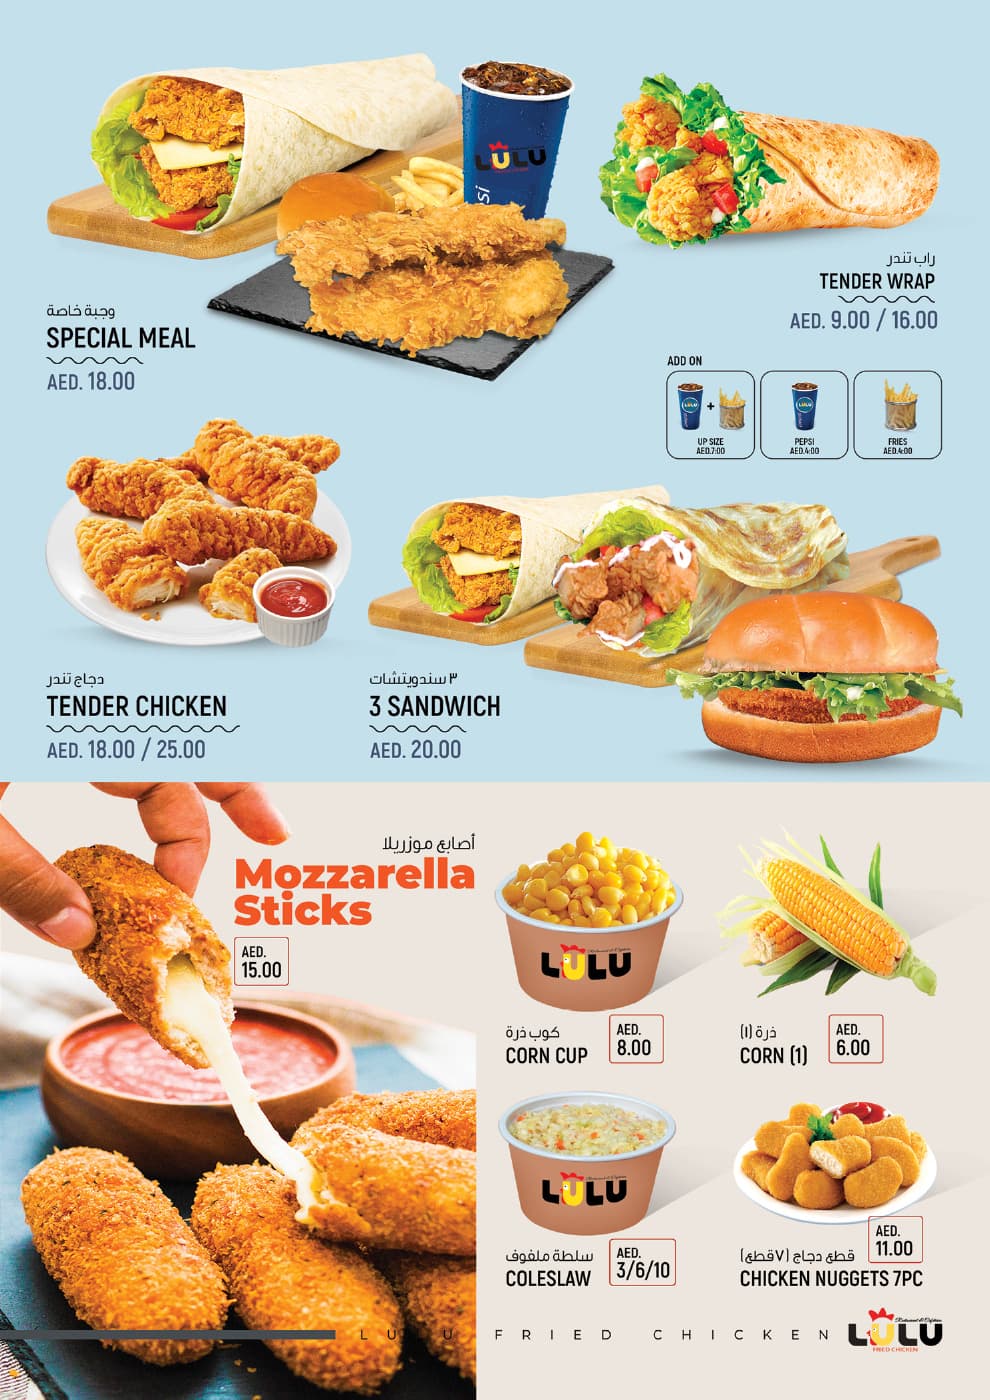 LULU
si
وجبة خاصة
SPECIAL MEAL
AED. 18.00
راب تندر
TENDER WRAP
AED. 9.00 / 16.00
ADD ON
LULU
+
UP SIZE
AED.7:00
LULU
PEPSI
AED.4:00
FRIES
AED.4:00
دجاج تندر
TENDER CHICKEN
AED. 18.00 / 25.00
٣ سندويتشات
3 SANDWICH
AED. 20.00
أصابع موزريلا
Mozzarella
Sticks
AED.
15.00
LULU
كوب ذرة
CORN CUP
AED.
8.00
ذرة (١)
CORN (1)
AED.
6.00
LULU
سلطة ملفوف
COLESLAW
AED.
3/6/10
قطع دجاج (٧قطع)
CHICKEN NUGGETS 7PC
AED.
11.00
LULU FRIED CHICKEN
LULU
FRIED CHICKEN